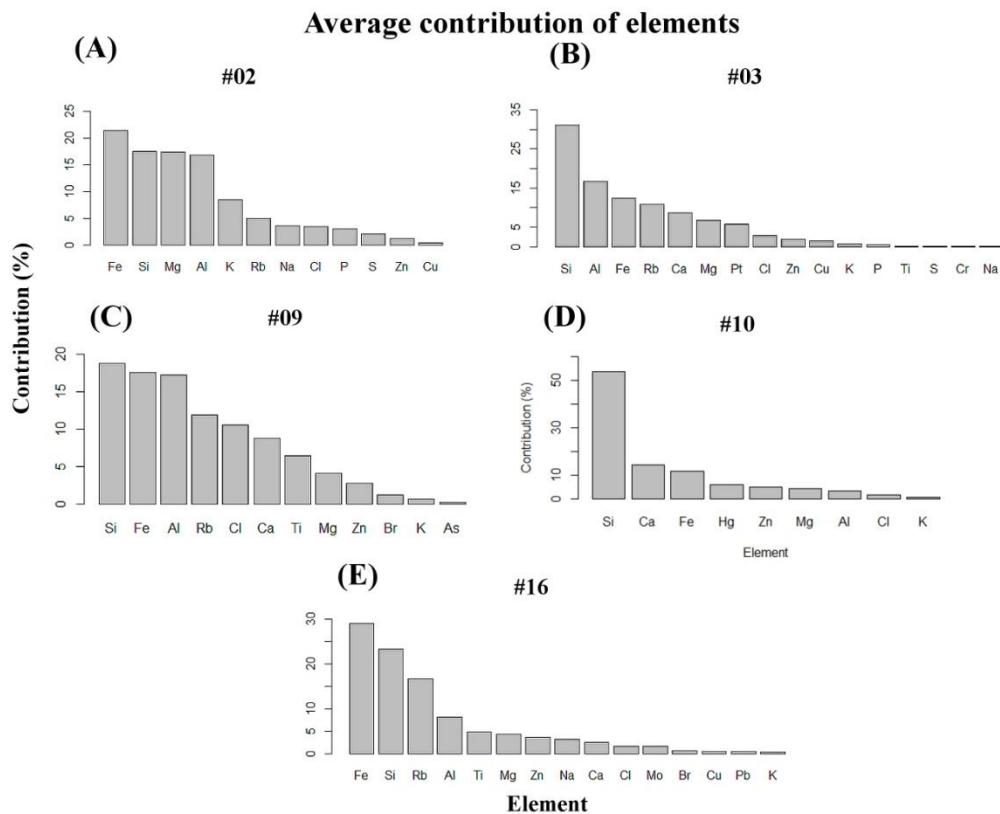 Average contribution of elements
(A)
#02
25
20
15
10
5
0
Fe Si Mg Al K Rb Na Cl P S Zn Cu
(B)
#03
35
25
15
5
0
Si Al Fe Rb Ca Mg Pt Cl Zn Cu K P Ti S Cr Na
Contribution (%)
(C)
#09
20
15
10
5
0
Si Fe Al Rb Cl Ca Ti Mg Zn Br K As
(D)
#10
Contribution (%)
50
30
10
0
Si Ca Fe Hg Zn Mg Al Cl K
Element
(E)
#16
30
20
10
5
0
Fe Si Rb Al Ti Mg Zn Na Ca Cl Mo Br Cu Pb K
Element